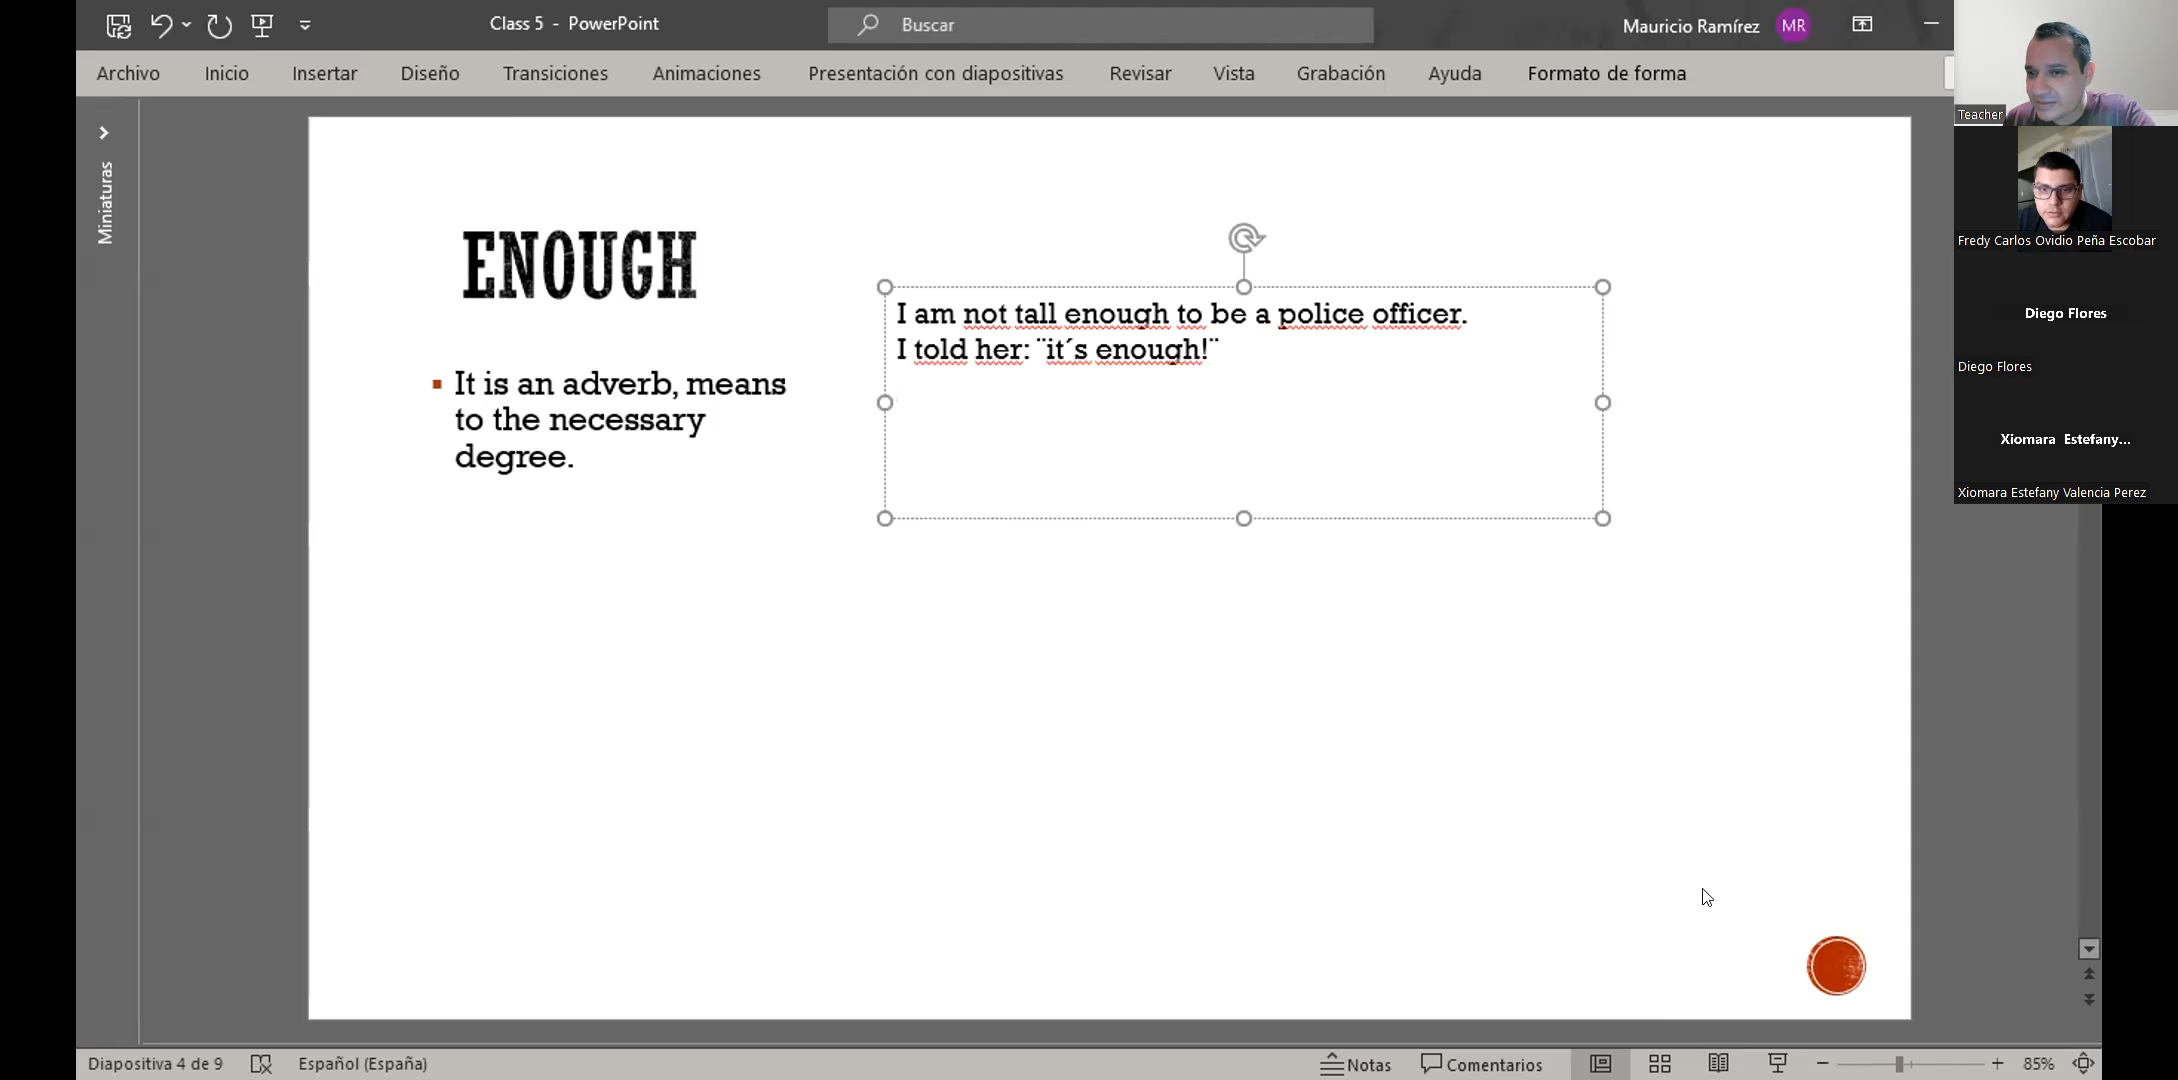 Class 5 - PowerPoint
Buscar
Mauricio Ramírez
MR
Archivo
Inicio
Insertar
Diseño
Transiciones
Animaciones
Presentación con diapositivas
Revisar
Vista
Grabación
Ayuda
Formato de forma
Miniaturas
ENOUGH
It is an adverb, means
to the necessary
degree.
I am not tall enough to be a police officer.
I told her: ¨it´s enough!¨
Teacher
Fredy Carlos Ovidio Peña Escobar
Diego Flores
Diego Flores
Xiomara Estefany...
Xiomara Estefany Valencia Perez
Diapositiva 4 de 9
Español (España)
Notas
Comentarios
85%